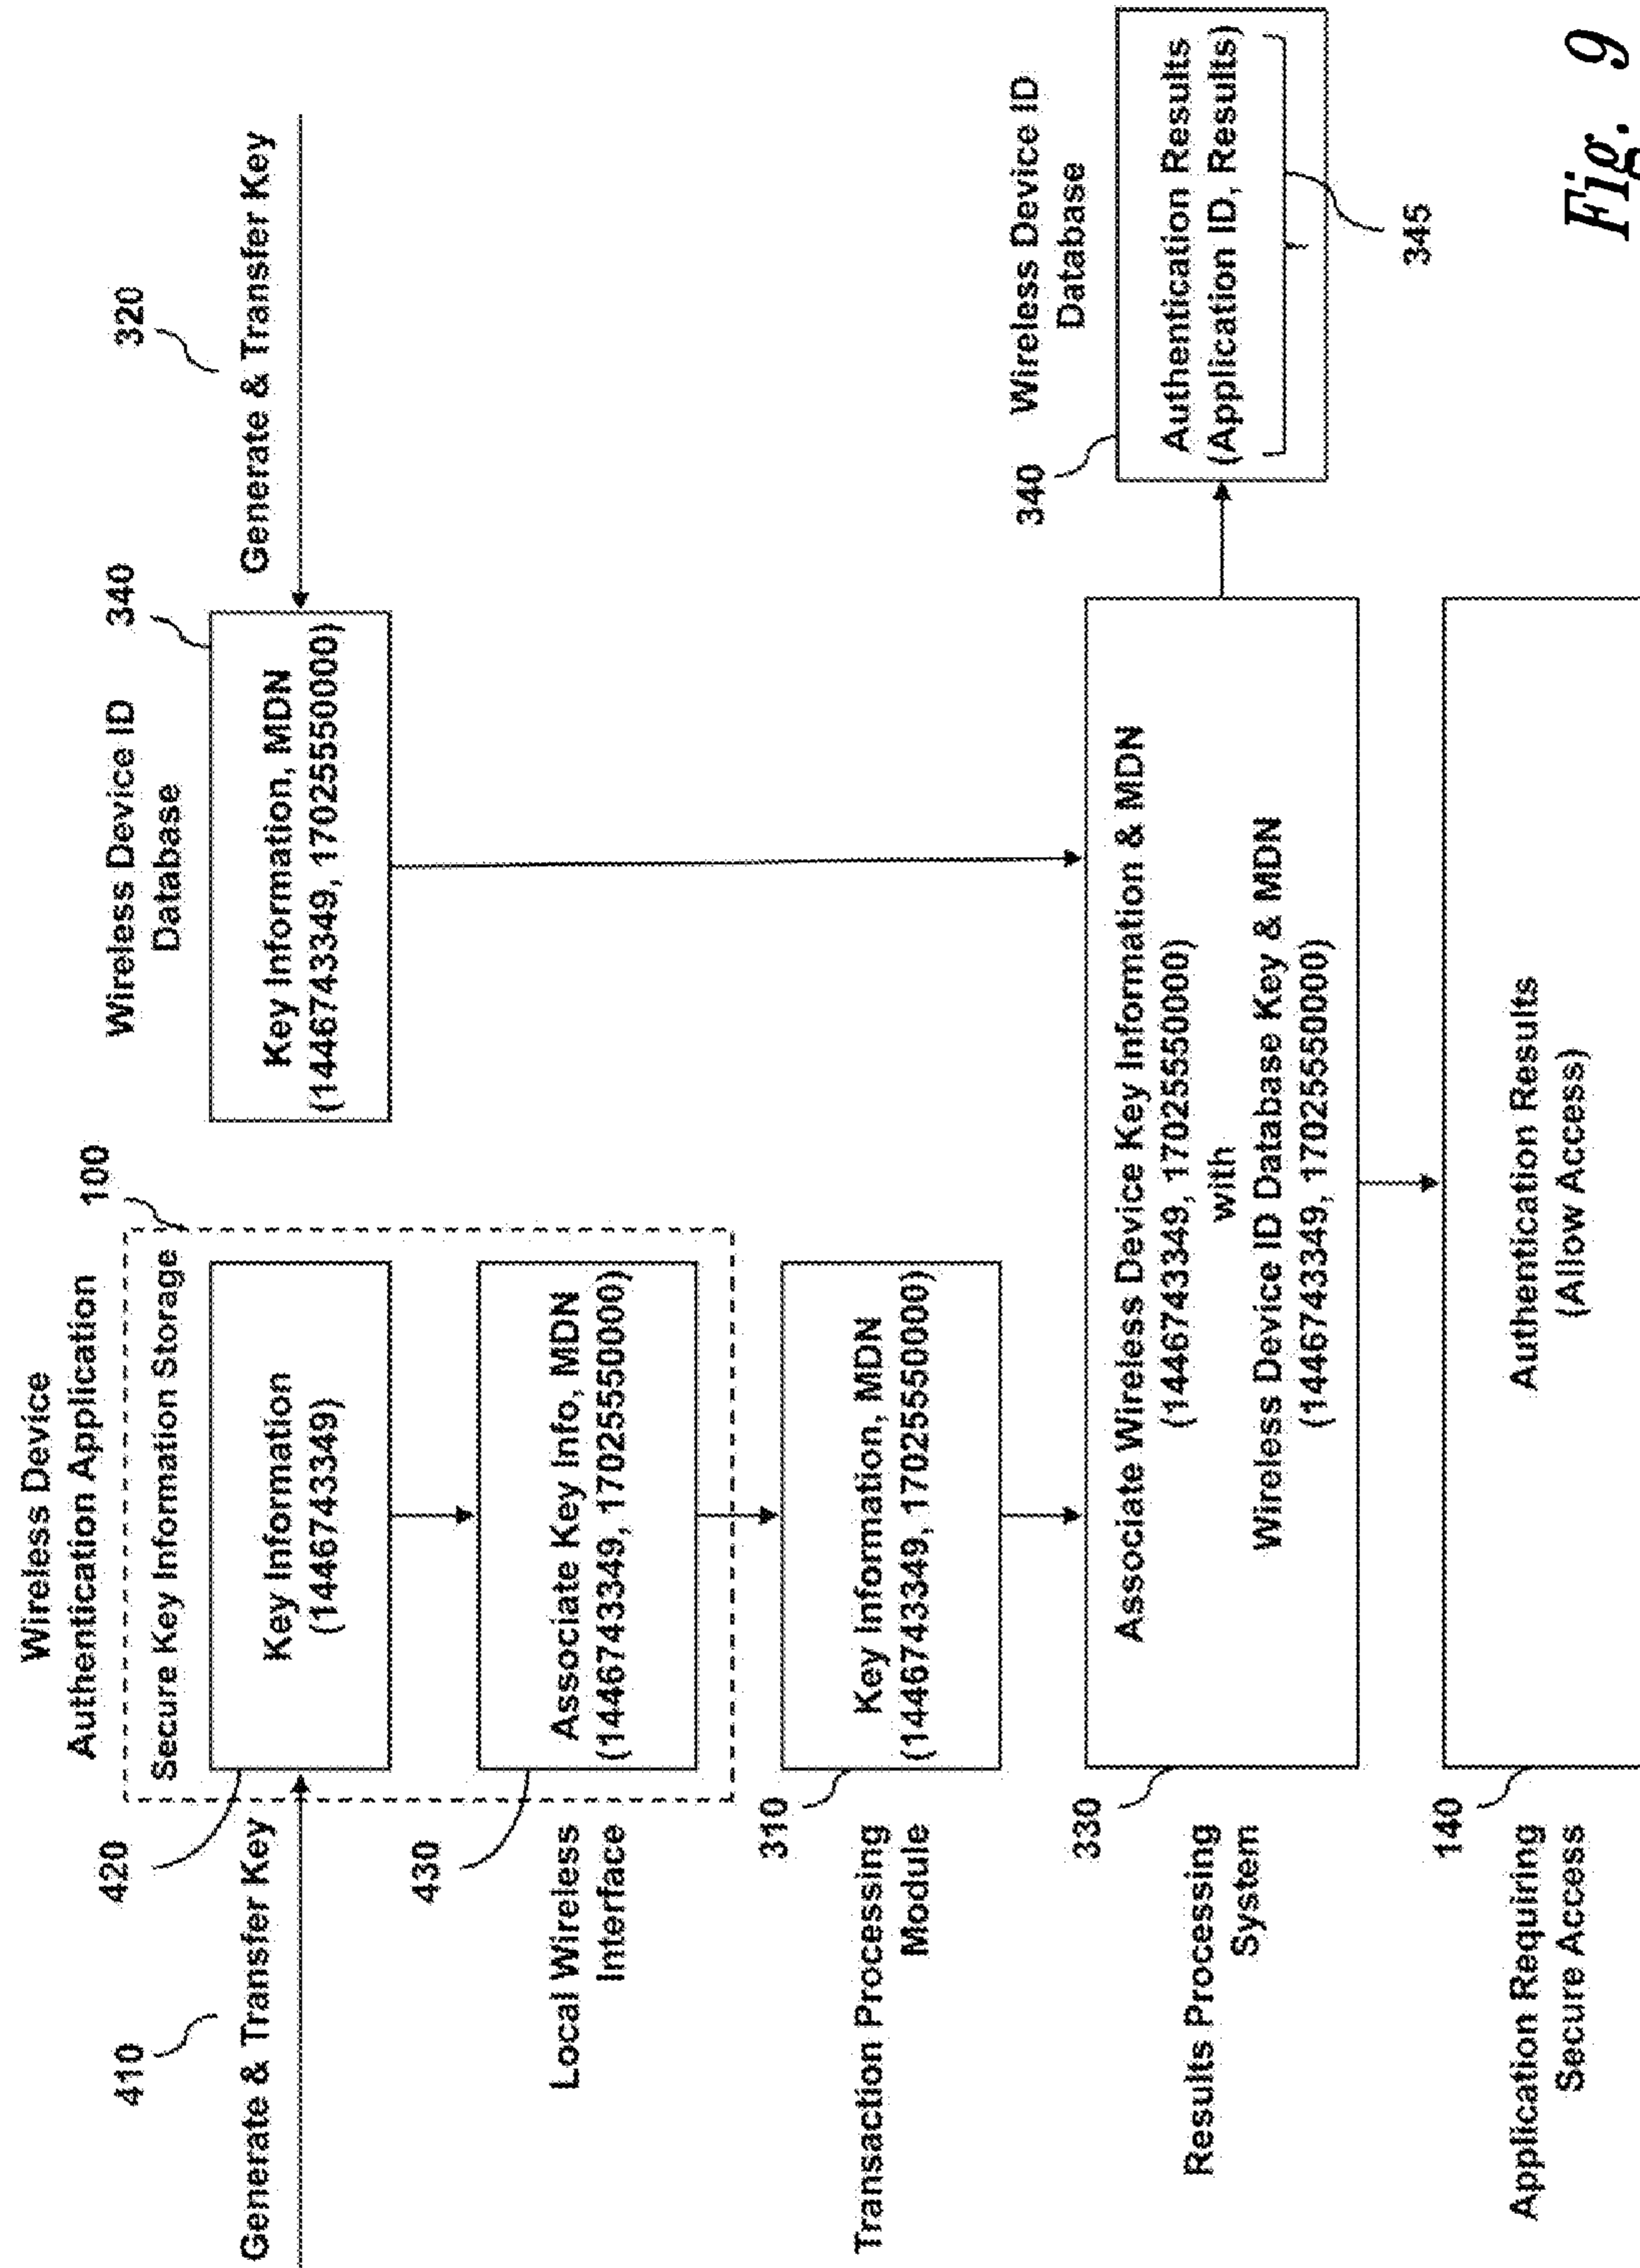 Wireless Device
Authentication Application
100
Secure Key Information Storage
410
Generate & Transfer Key
420
Key Information
(1446743349)
Wireless Device ID
Database
340
Key Information, MDN
(1446743349, 17025550000)
320
Generate & Transfer Key
Local Wireless
Interface
430
Associate Key Info, MDN
(1446743349, 17025550000)
Transaction Processing
Module
310
Key Information, MDN
(1446743349, 17025550000)
Results Processing
System
330
Associate Wireless Device Key Information & MDN
(1446743349, 17025550000)
with
Wireless Device ID Database Key & MDN
(1446743349, 17025550000)
340
Wireless Device ID
Database
Authentication Results
(Application ID, Results)
345
Application Requiring
Secure Access
140
Authentication Results
(Allow Access)
Fig. 9